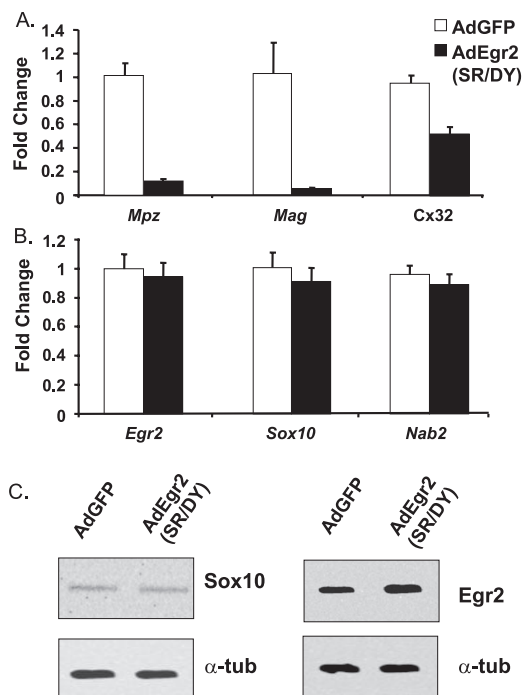 A.
AdGFP
AdEgr2
(SR/DY)
Fold Change
1.4
1.2
1
0.8
0.6
0.4
0.2
0
Mpz Mag Cx32
B.
Fold Change
1.2
1
0.8
0.6
0.4
0.2
0
Egr2 Sox10 Nab2
C.
AdGFP
AdEgr2
(SR/DY)
Sox10
α-tub
AdGFP
AdEgr2
(SR/DY)
Egr2
α-tub